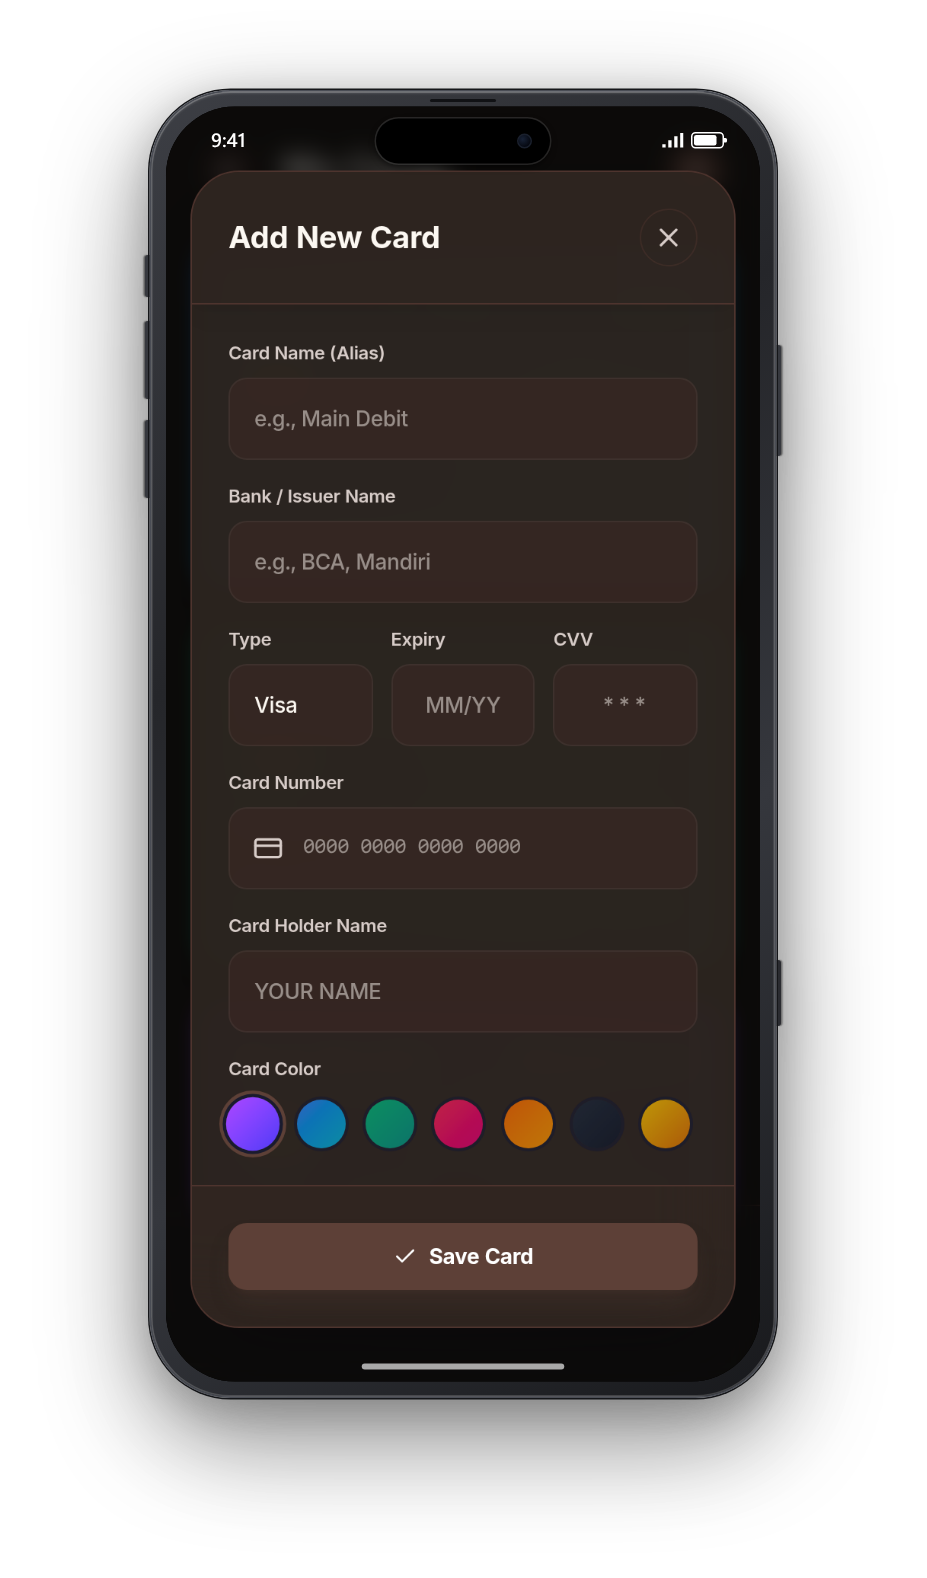 9:41
Add New Card
Card Name (Alias)
e.g., Main Debit
Bank / Issuer Name
e.g., BCA, Mandiri
Type Expiry CVV
Visa MM/YY ***
Card Number
0000 0000 0000 0000
Card Holder Name
YOUR NAME
Card Color
Save Card